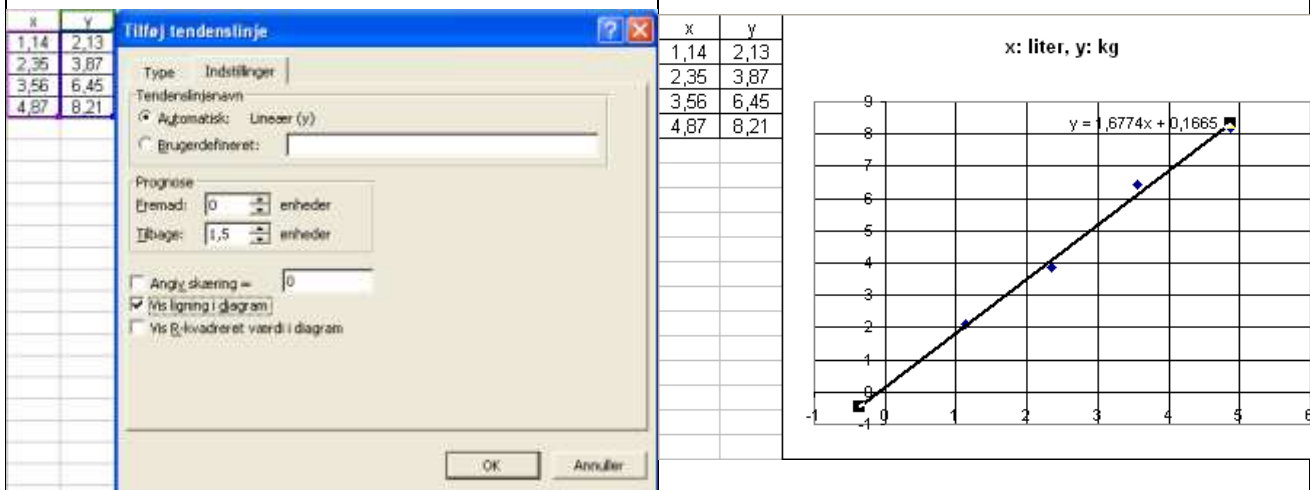 x y
1,14 2,13
2,35 3,87
3,56 6,45
4,87 8,21
Tilføj tendenslinje
Type Indstillinger
Tendenslinjenavn
Automatisk: Lineær (y)
Brugerdefineret:
Prognose
Fremad: 0 enheder
Tilbage: 1,5 enheder
Angiv skæring = 0
Vis ligning i diagram
Vis R-kvadreret værdi i diagram
OK Annuller
x y
1,14 2,13
2,35 3,87
3,56 6,45
4,87 8,21
x: liter, y: kg
y = 1,6774x + 0,1665
9
8
7
6
5
4
3
2
1
0
-1
-1 0 1 2 3 4 5 6